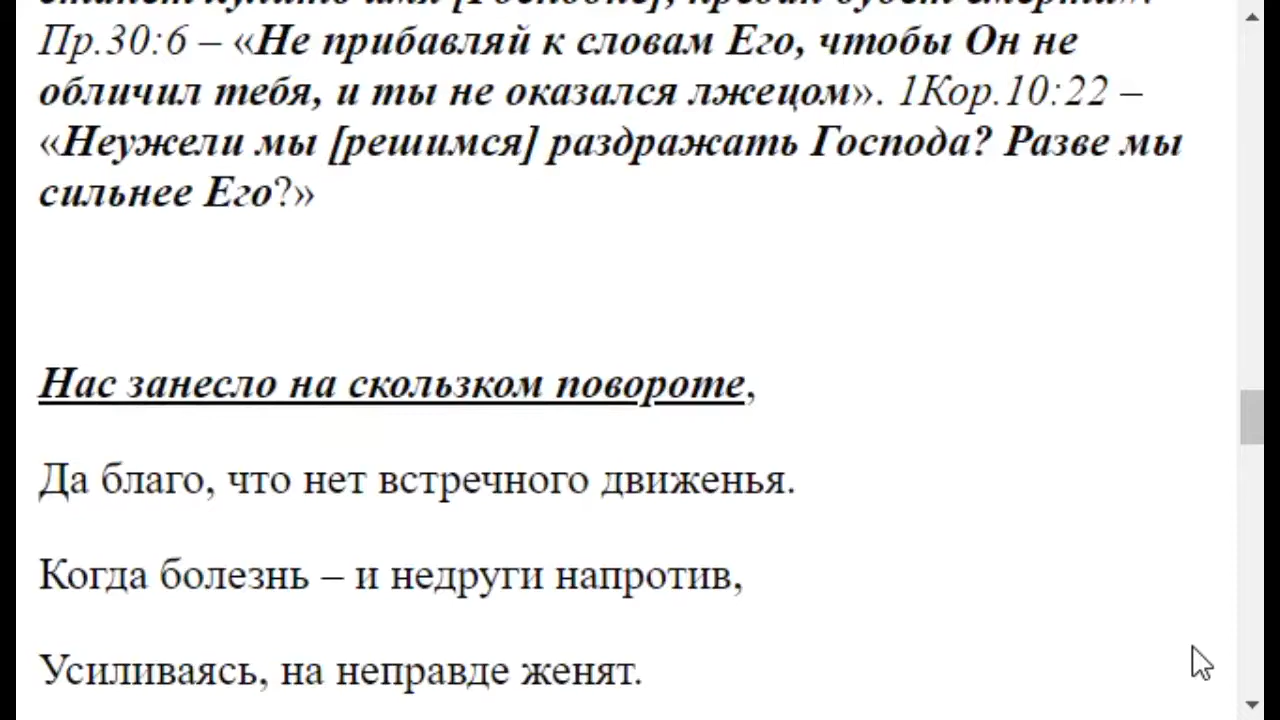 Пр.30:6 – «Не прибавляй к словам Его, чтобы Он не
обличил тебя, и ты не оказался лжецом». 1Кор.10:22 –
«Неужели мы [решимся] раздражать Господа? Разве мы
сильнее Его?»
Нас занесло на скользком повороте,
Да благо, что нет встречного движенья.
Когда болезнь – и недруги напротив,
Усиливаясь, на неправде женят.